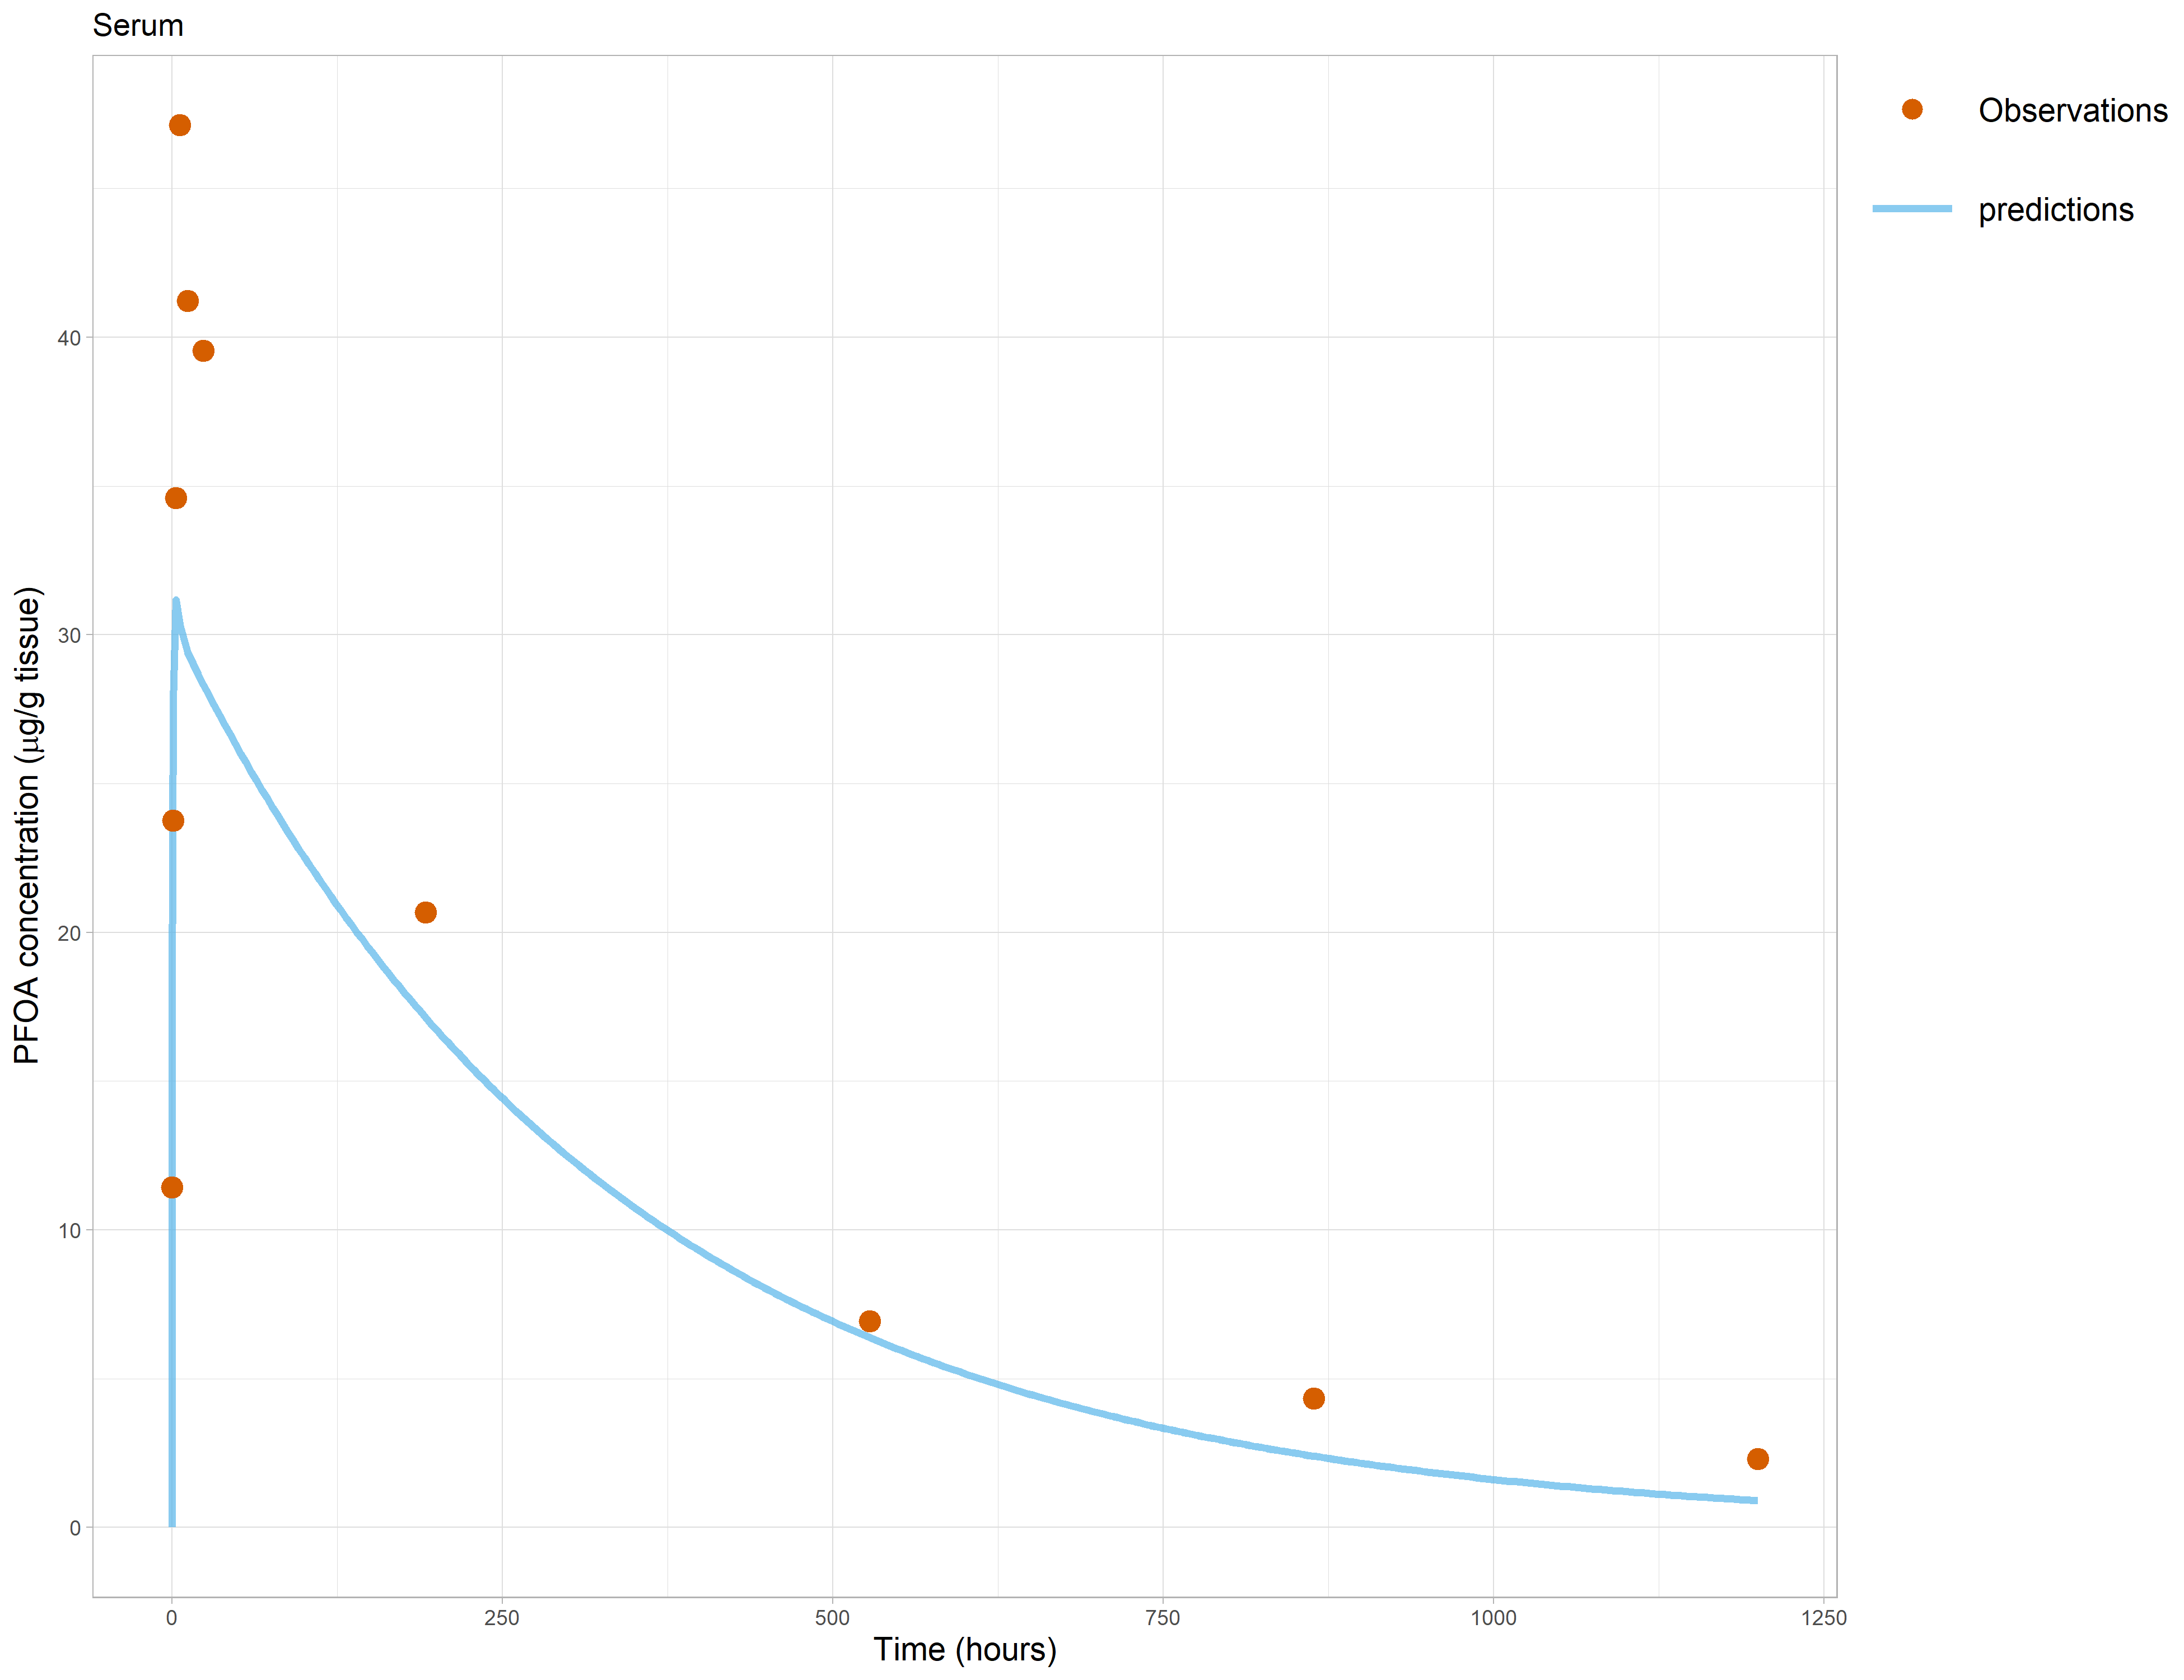 Serum
Observations
predictions
PFOA concentration (μg/g tissue)
40
30
20
10
0
0 250 500 750 1000 1250
Time (hours)